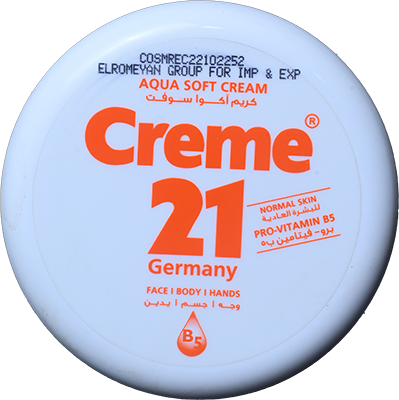 COSMREC22102252
ELROMEYAN GROUP FOR IMP & EXP
AQUA SOFT CREAM
كريم أكوا سوفت
Creme®
21
Germany
NORMAL SKIN
للبشرة العادية
PRO-VITAMIN B5
برو-فيتامين ب٥
FACE I BODY I HANDS
وجه | جسم | يدين
B5